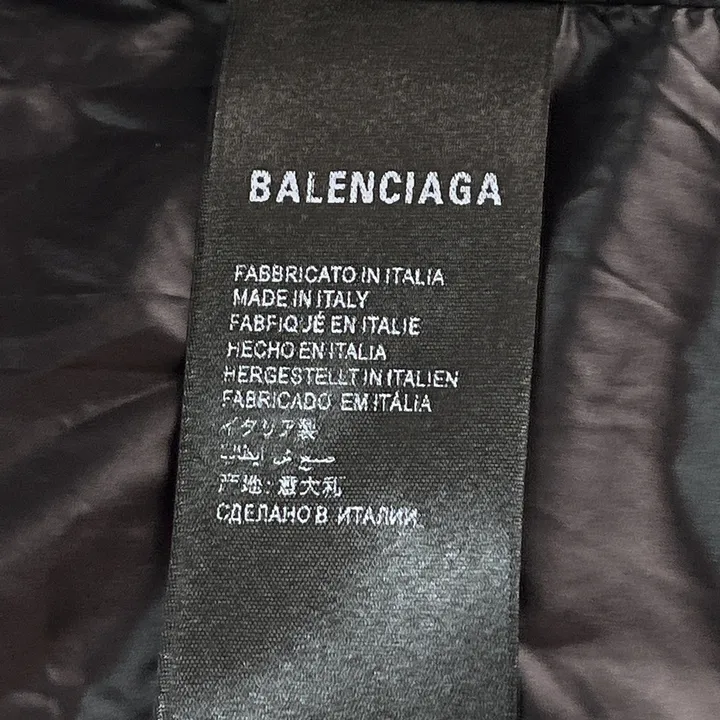 BALENCIAGA
FABBRICATO IN ITALIA
MADE IN ITALY
FABFIQUÉ EN ITALIE
HECHO EN ITALIA
HERGESTELLT IN ITALIEN
FABRICADO EM ITÁLIA
イタリア製
صنع في ايطاليا
产地: 意大利
СДЕЛАНО В ИТАЛИИ